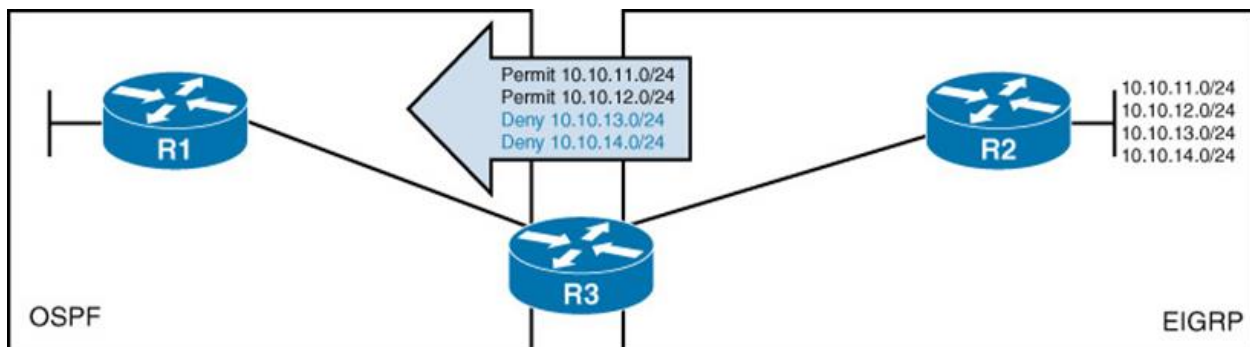 Permit 10.10.11.0/24
Permit 10.10.12.0/24
Deny 10.10.13.0/24
Deny 10.10.14.0/24
10.10.11.0/24
10.10.12.0/24
10.10.13.0/24
10.10.14.0/24
R1
R2
R3
OSPF
EIGRP